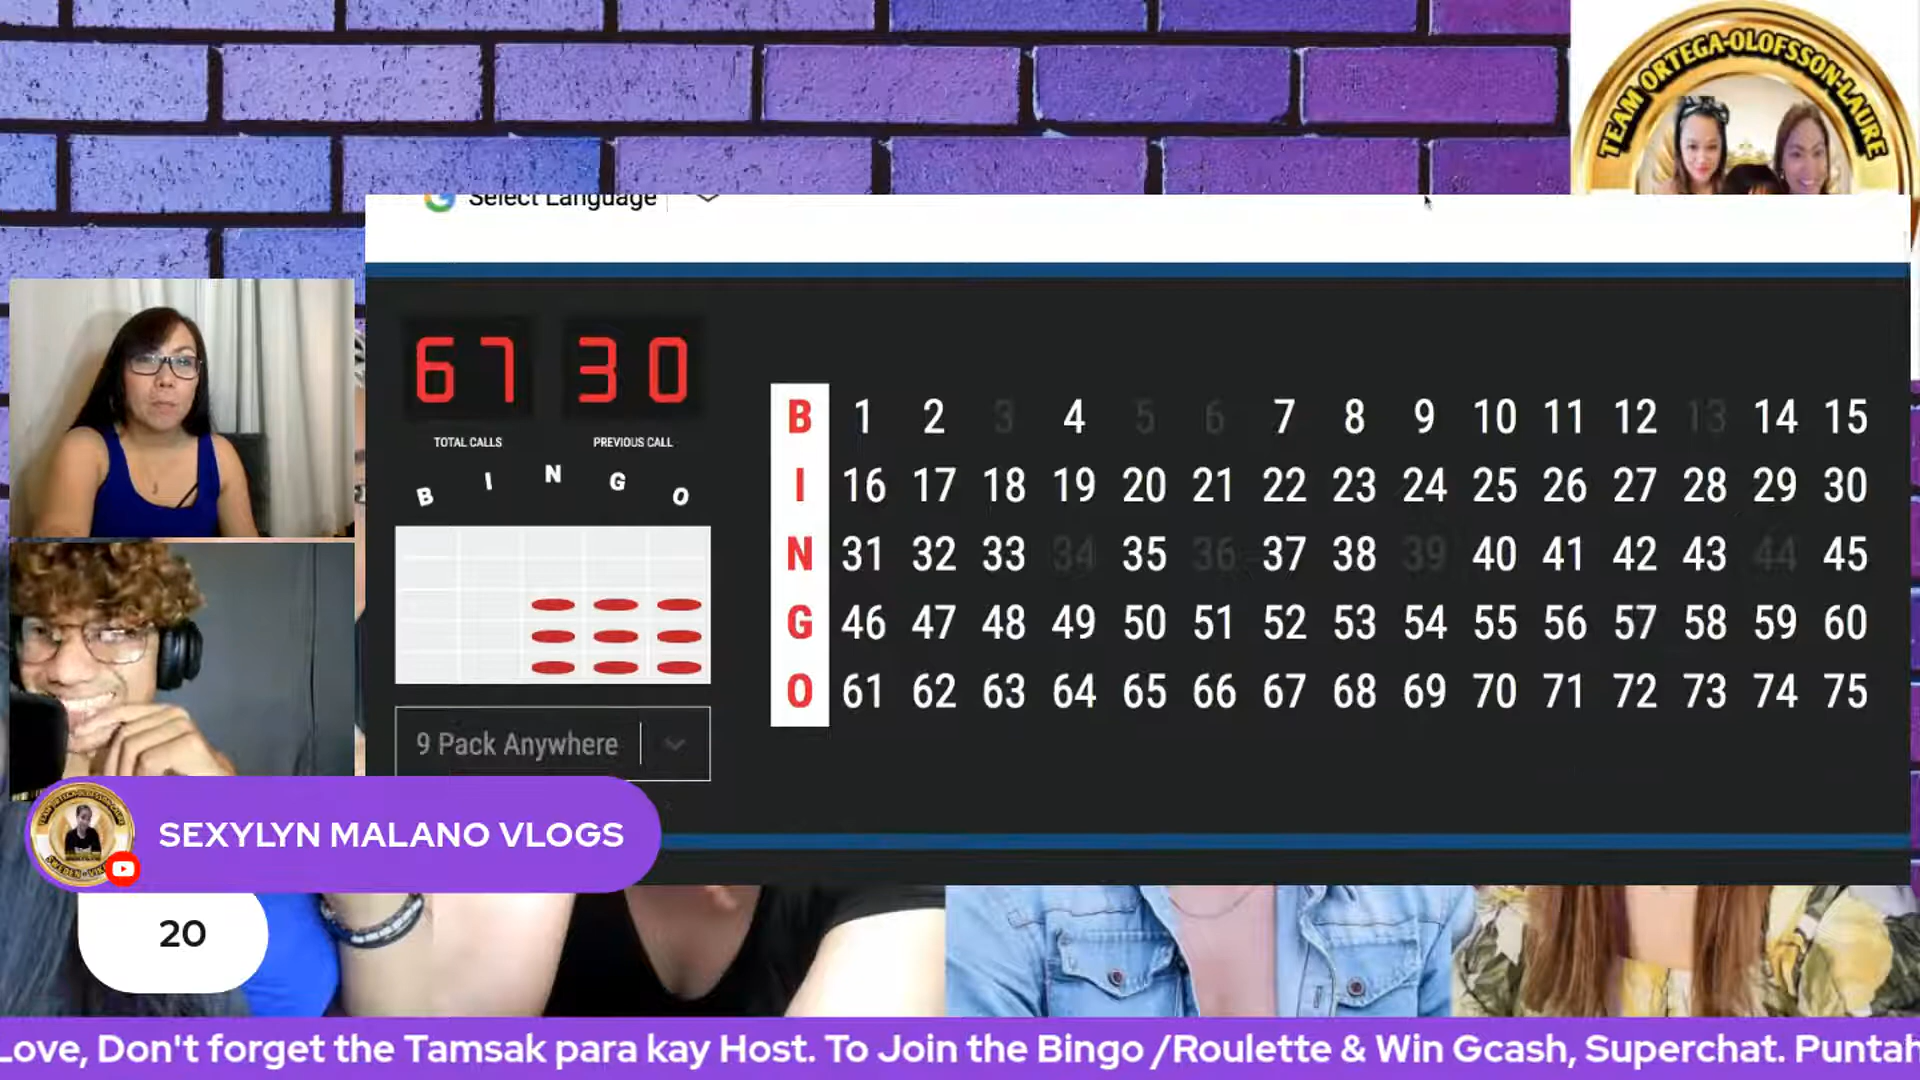 TEAM ORTEGA-OLOFSSON-LAURE
Select Language
67 30
TOTAL CALLS PREVIOUS CALL
B I N G O
9 Pack Anywhere
B 1 2 3 4 5 6 7 8 9 10 11 12 13 14 15
I 16 17 18 19 20 21 22 23 24 25 26 27 28 29 30
N 31 32 33 34 35 36 37 38 39 40 41 42 43 44 45
G 46 47 48 49 50 51 52 53 54 55 56 57 58 59 60
O 61 62 63 64 65 66 67 68 69 70 71 72 73 74 75
SEXYLYN MALANO VLOGS
20
Love, Don't forget the Tamsak para kay Host. To Join the Bingo /Roulette & Win Gcash, Superchat. Puntah